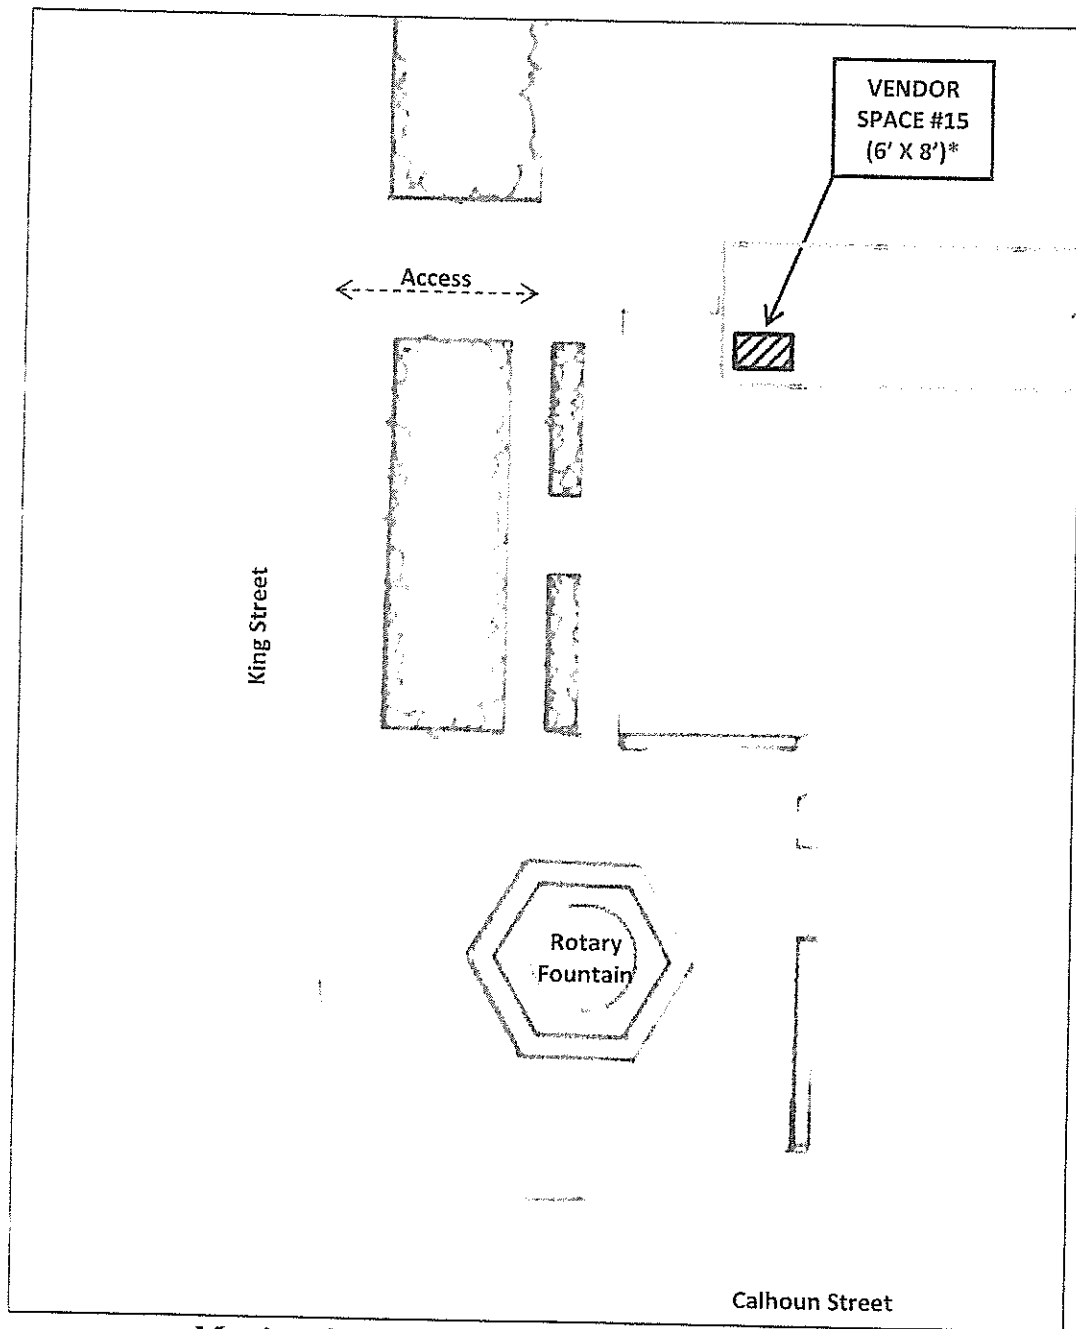 VENDOR
SPACE #15
(6' X 8')*
Access
King Street
Rotary
Fountain
Calhoun Street